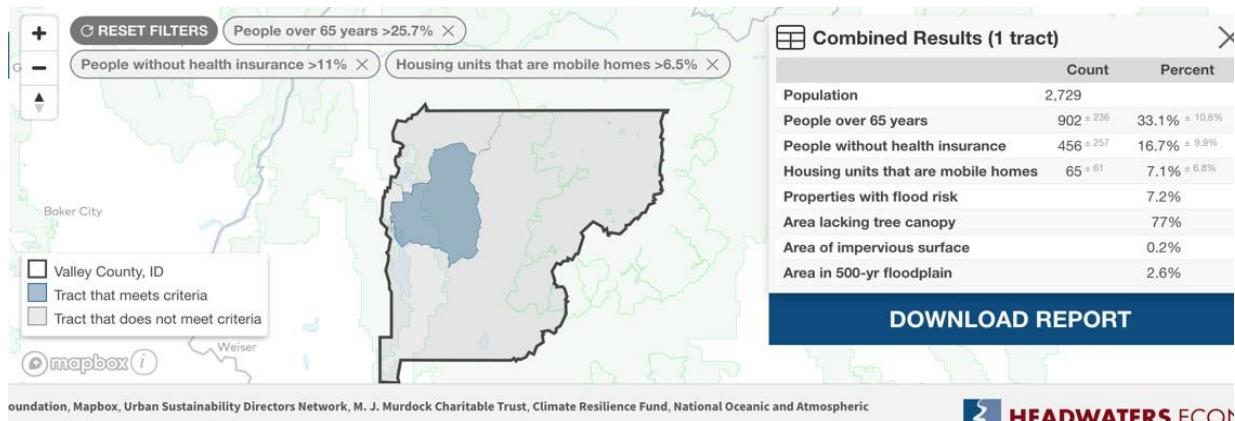 RESET FILTERS
People over 65 years >25.7% ×
People without health insurance >11% ×
Housing units that are mobile homes >6.5% ×
G
Baker City
Valley County, ID
Tract that meets criteria
Tract that does not meet criteria
Weiser
mapbox
Combined Results (1 tract)
Count Percent
Population 2,729
People over 65 years 902 ± 236 33.1% ± 10.6%
People without health insurance 456 ± 257 16.7% ± 9.9%
Housing units that are mobile homes 65 ± 61 7.1% ± 6.8%
Properties with flood risk 7.2%
Area lacking tree canopy 77%
Area of impervious surface 0.2%
Area in 500-yr floodplain 2.6%
DOWNLOAD REPORT
oundation, Mapbox, Urban Sustainability Directors Network, M. J. Murdock Charitable Trust, Climate Resilience Fund, National Oceanic and Atmospheric
HEADWATERS ECON